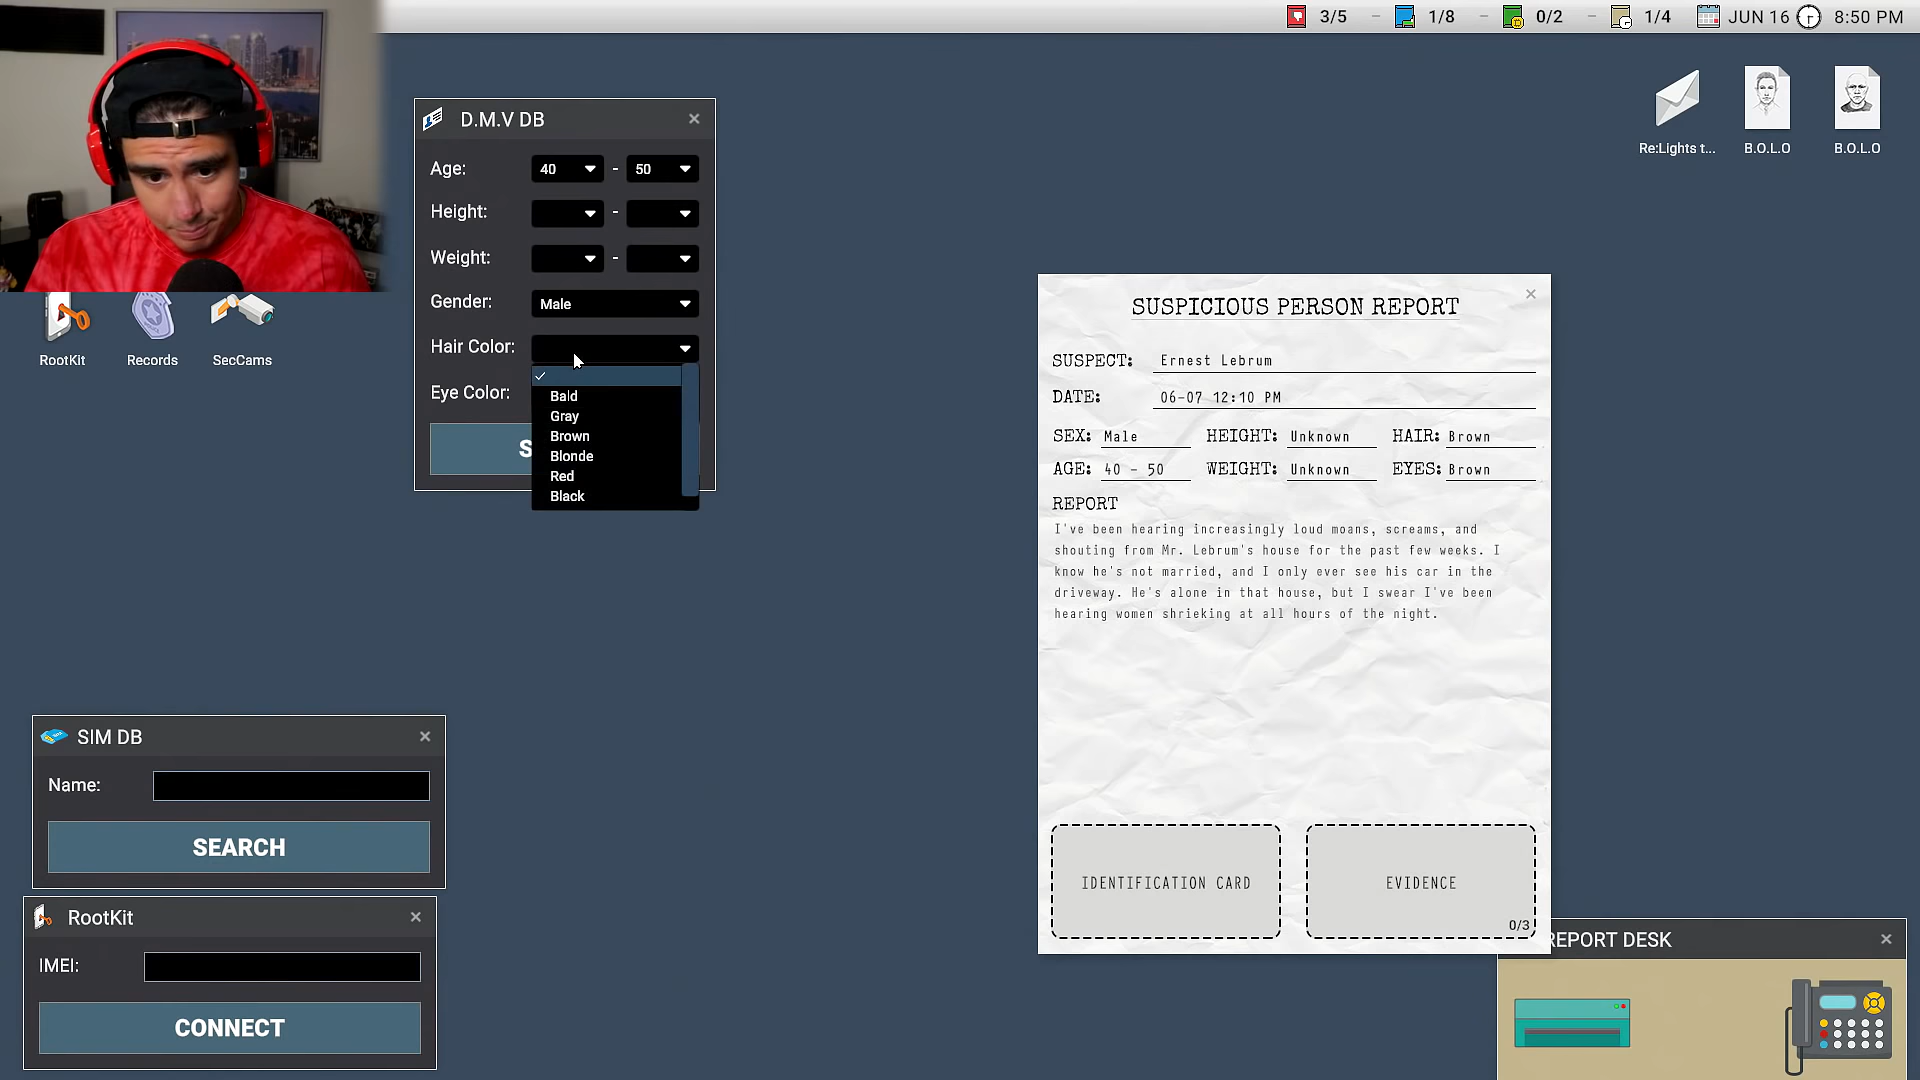 3/5 - 1/8 - 0/2 - 1/4 JUN 16 8:50 PM
Re:Lights t...
B.O.L.O
B.O.L.O
RootKit
Records
SecCams
D.M.V DB
Age: 40 - 50
Height: -
Weight: -
Gender: Male
Hair Color:
Bald
Gray
Brown
Blonde
Red
Black
Eye Color:
S
SUSPICIOUS PERSON REPORT
SUSPECT: Ernest Lebrum
DATE: 06-07 12:10 PM
SEX: Male HEIGHT: Unknown HAIR: Brown
AGE: 40 - 50 WEIGHT: Unknown EYES: Brown
REPORT
I've been hearing increasingly loud moans, screams, and
shouting from Mr. Lebrum's house for the past few weeks. I
know he's not married, and I only ever see his car in the
driveway. He's alone in that house, but I swear I've been
hearing women shrieking at all hours of the night.
IDENTIFICATION CARD
EVIDENCE
0/3
SIM DB
Name:
SEARCH
RootKit
IMEI:
CONNECT
REPORT DESK